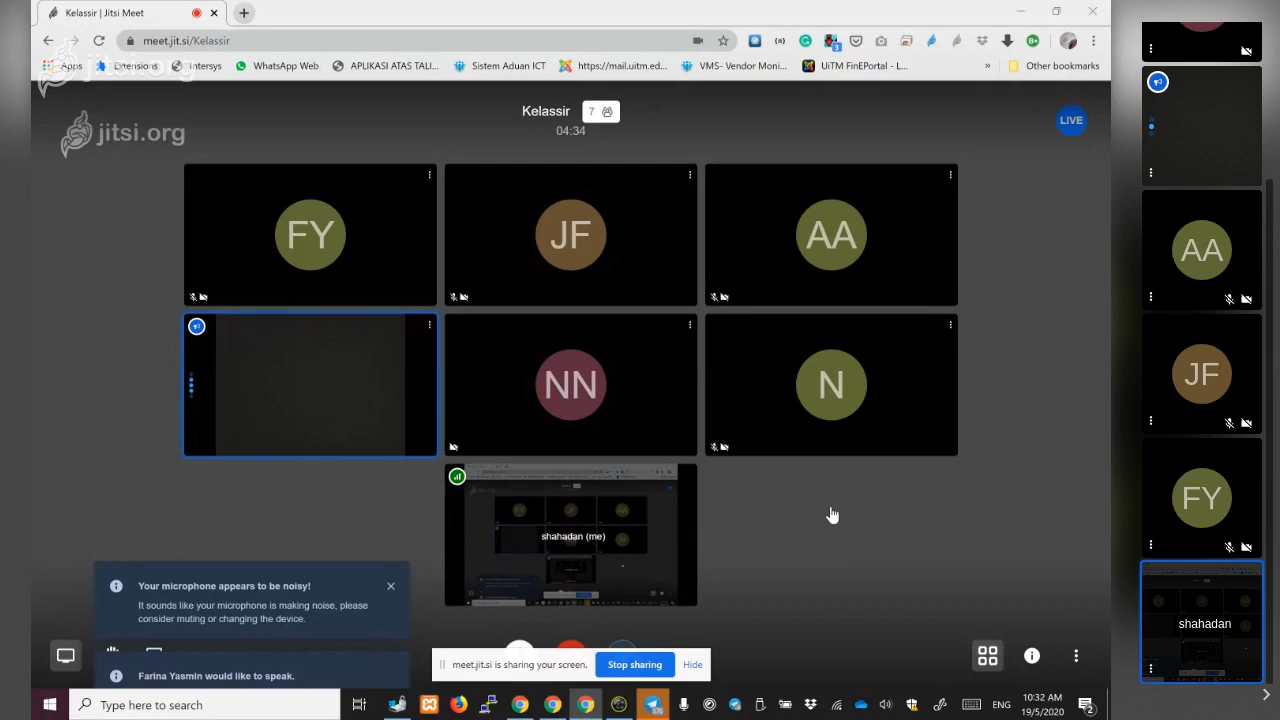 Kelassir | Jitsi Meet
meet.jit.si/Kelassir
Apps
Extensions
Intersys
WhatsApp Web
APLIKASI ATAS TALI...
Sistem Aduan ICT
https://mail.uitm.ed...
VMS- Vendor Moni...
UiTM FinEPortal - L...
»
Other bookmarks
jitsi.org
jitsi.org
Kelassir
7
04:34
LIVE
FY
JF
AA
NN
N
shahadan (me)
AA
JF
FY
shahadan
Your microphone appears to be noisy!
It sounds like your microphone is making noise, please
consider muting or changing the device.
Farina Yasmin would like to speak.
meet.jit.si is sharing your screen.
Stop sharing
Hide
Type here to search
ENG
10:32 AM
19/5/2020
2